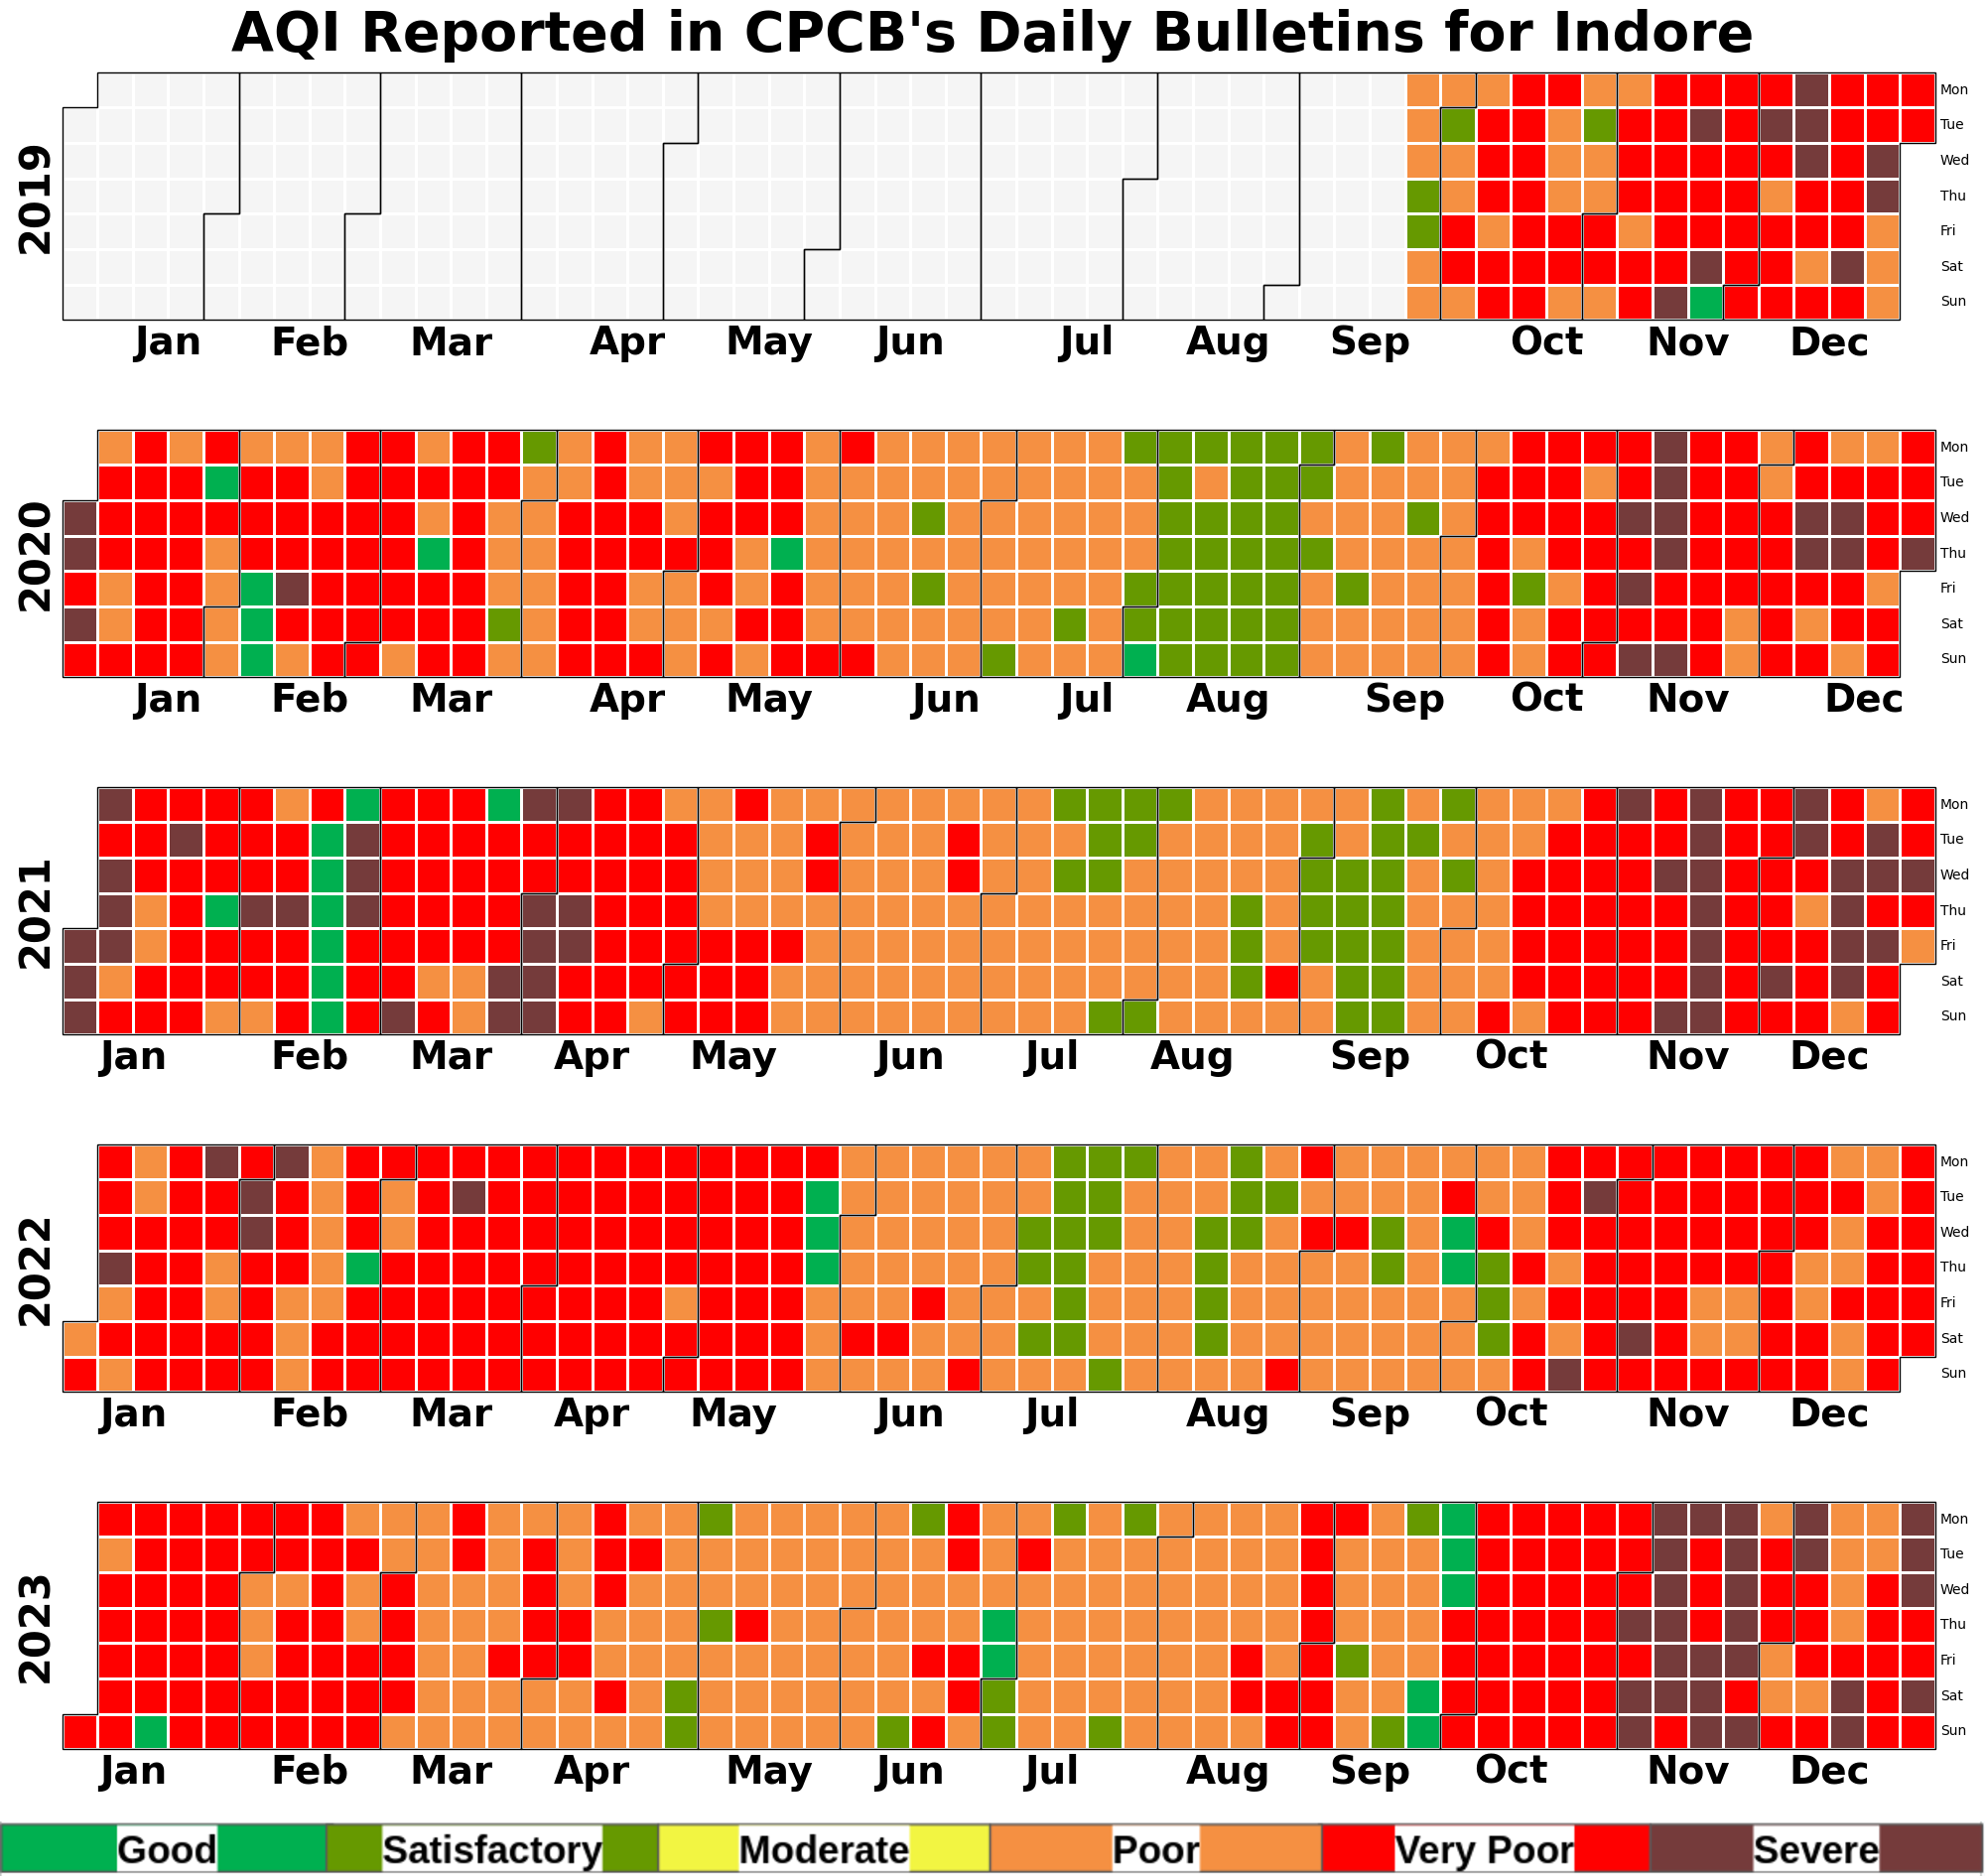 AQI Reported in CPCB's Daily Bulletins for Indore
2019
Mon
Tue
Wed
Thu
Fri
Sat
Sun
Jan Feb Mar Apr May Jun Jul Aug Sep Oct Nov Dec
2020
Mon
Tue
Wed
Thu
Fri
Sat
Sun
Jan Feb Mar Apr May Jun Jul Aug Sep Oct Nov Dec
2021
Mon
Tue
Wed
Thu
Fri
Sat
Sun
Jan Feb Mar Apr May Jun Jul Aug Sep Oct Nov Dec
2022
Mon
Tue
Wed
Thu
Fri
Sat
Sun
Jan Feb Mar Apr May Jun Jul Aug Sep Oct Nov Dec
2023
Mon
Tue
Wed
Thu
Fri
Sat
Sun
Jan Feb Mar Apr May Jun Jul Aug Sep Oct Nov Dec
Good Satisfactory Moderate Poor Very Poor Severe